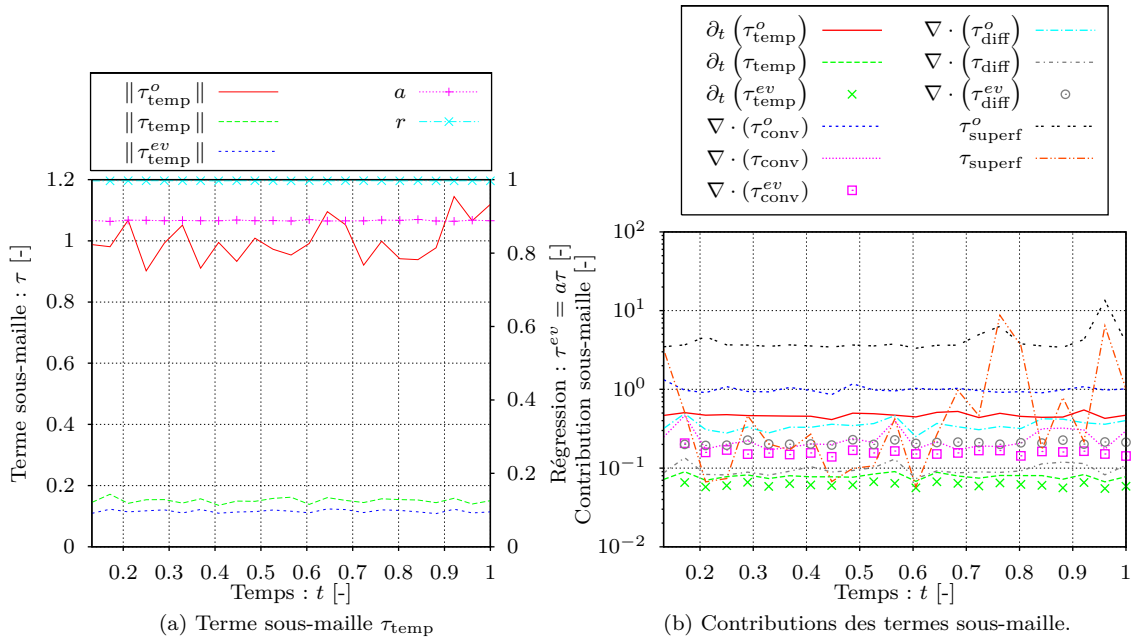 ‖ τ^o_temp ‖
‖ τ_temp ‖
‖ τ^ev_temp ‖
a
r
1.2
1
0.8
0.6
0.4
0.2
0
1
0.8
0.6
0.4
0.2
0
0.2 0.3 0.4 0.5 0.6 0.7 0.8 0.9 1
Terme sous-maille : τ [-]
Régression : τ^ev = aτ [-]
Temps : t [-]
(a) Terme sous-maille τ_temp
∂_t (τ^o_temp)
∂_t (τ_temp)
∂_t (τ^ev_temp)
∇ · (τ^o_conv)
∇ · (τ_conv)
∇ · (τ^ev_conv)
∇ · (τ^o_diff)
∇ · (τ_diff)
∇ · (τ^ev_diff)
τ^o_superf
τ_superf
10^2
10^1
10^0
10^−1
10^−2
0.2 0.3 0.4 0.5 0.6 0.7 0.8 0.9 1
Contribution sous-maille [-]
Temps : t [-]
(b) Contributions des termes sous-maille.